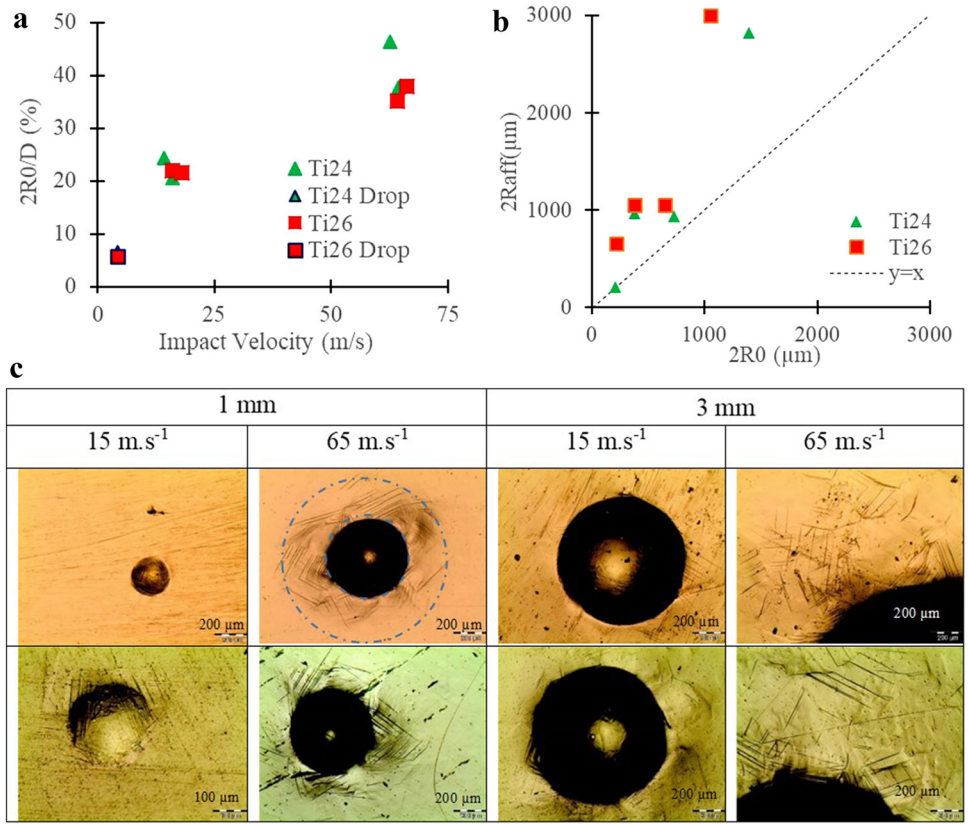 a
50
40
30
20
10
0
0 25 50 75
2R0/D (%)
Impact Velocity (m/s)
Ti24
Ti24 Drop
Ti26
Ti26 Drop
b
3000
2000
1000
0
0 1000 2000 3000
2Raff(µm)
2R0 (µm)
Ti24
Ti26
y=x
c
1 mm 3 mm
15 m.s-1 65 m.s-1 15 m.s-1 65 m.s-1
200 µm 200 µm 200 µm 200 µm
100 µm 200 µm 200 µm 200 µm